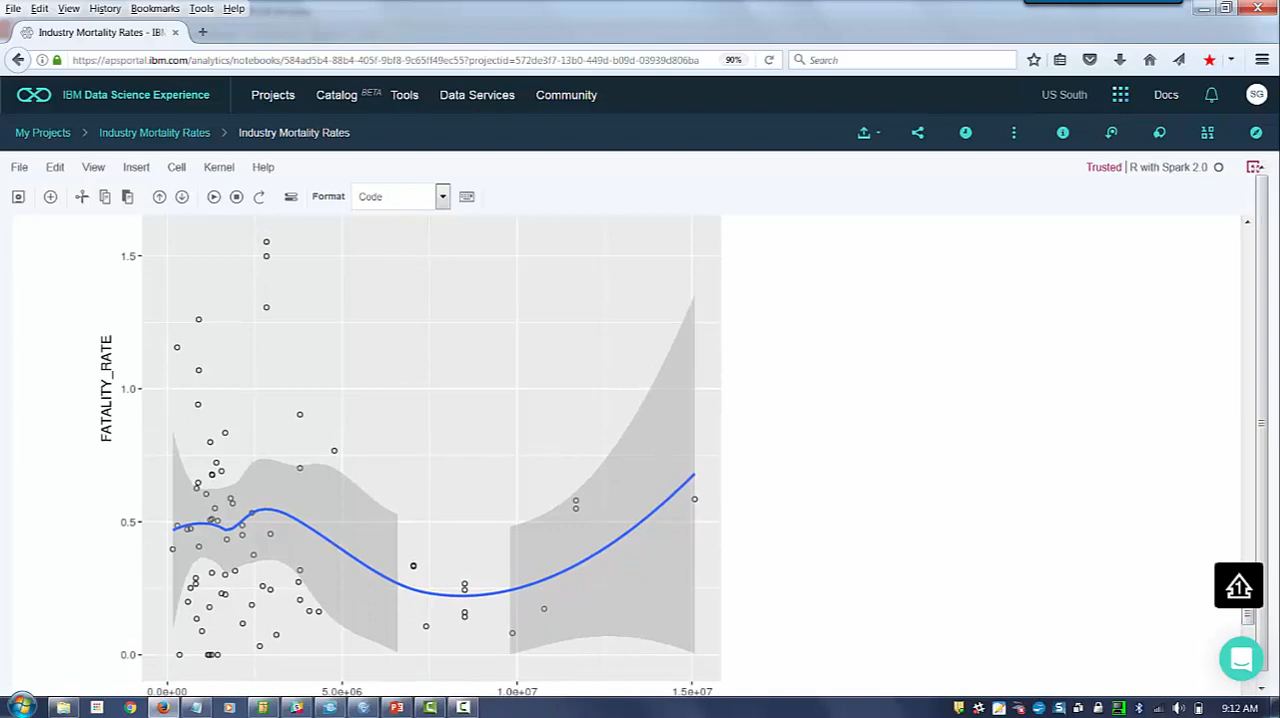 File Edit View History Bookmarks Tools Help
Industry Mortality Rates - IBM
https://apsportal.ibm.com/analytics/notebooks/584ad5b4-88b4-405f-9bf8-9c65ff49ec55?projectid=572de3f7-13b0-449d-b09d-03939d806ba 90% Search
IBM Data Science Experience Projects Catalog BETA Tools Data Services Community US South Docs SG
My Projects > Industry Mortality Rates > Industry Mortality Rates
File Edit View Insert Cell Kernel Help Trusted | R with Spark 2.0
Format Code
1.5
1.0
FATALITY_RATE
0.5
0.0
0.0e+00 5.0e+06 1.0e+07 1.5e+07
1
9:12 AM